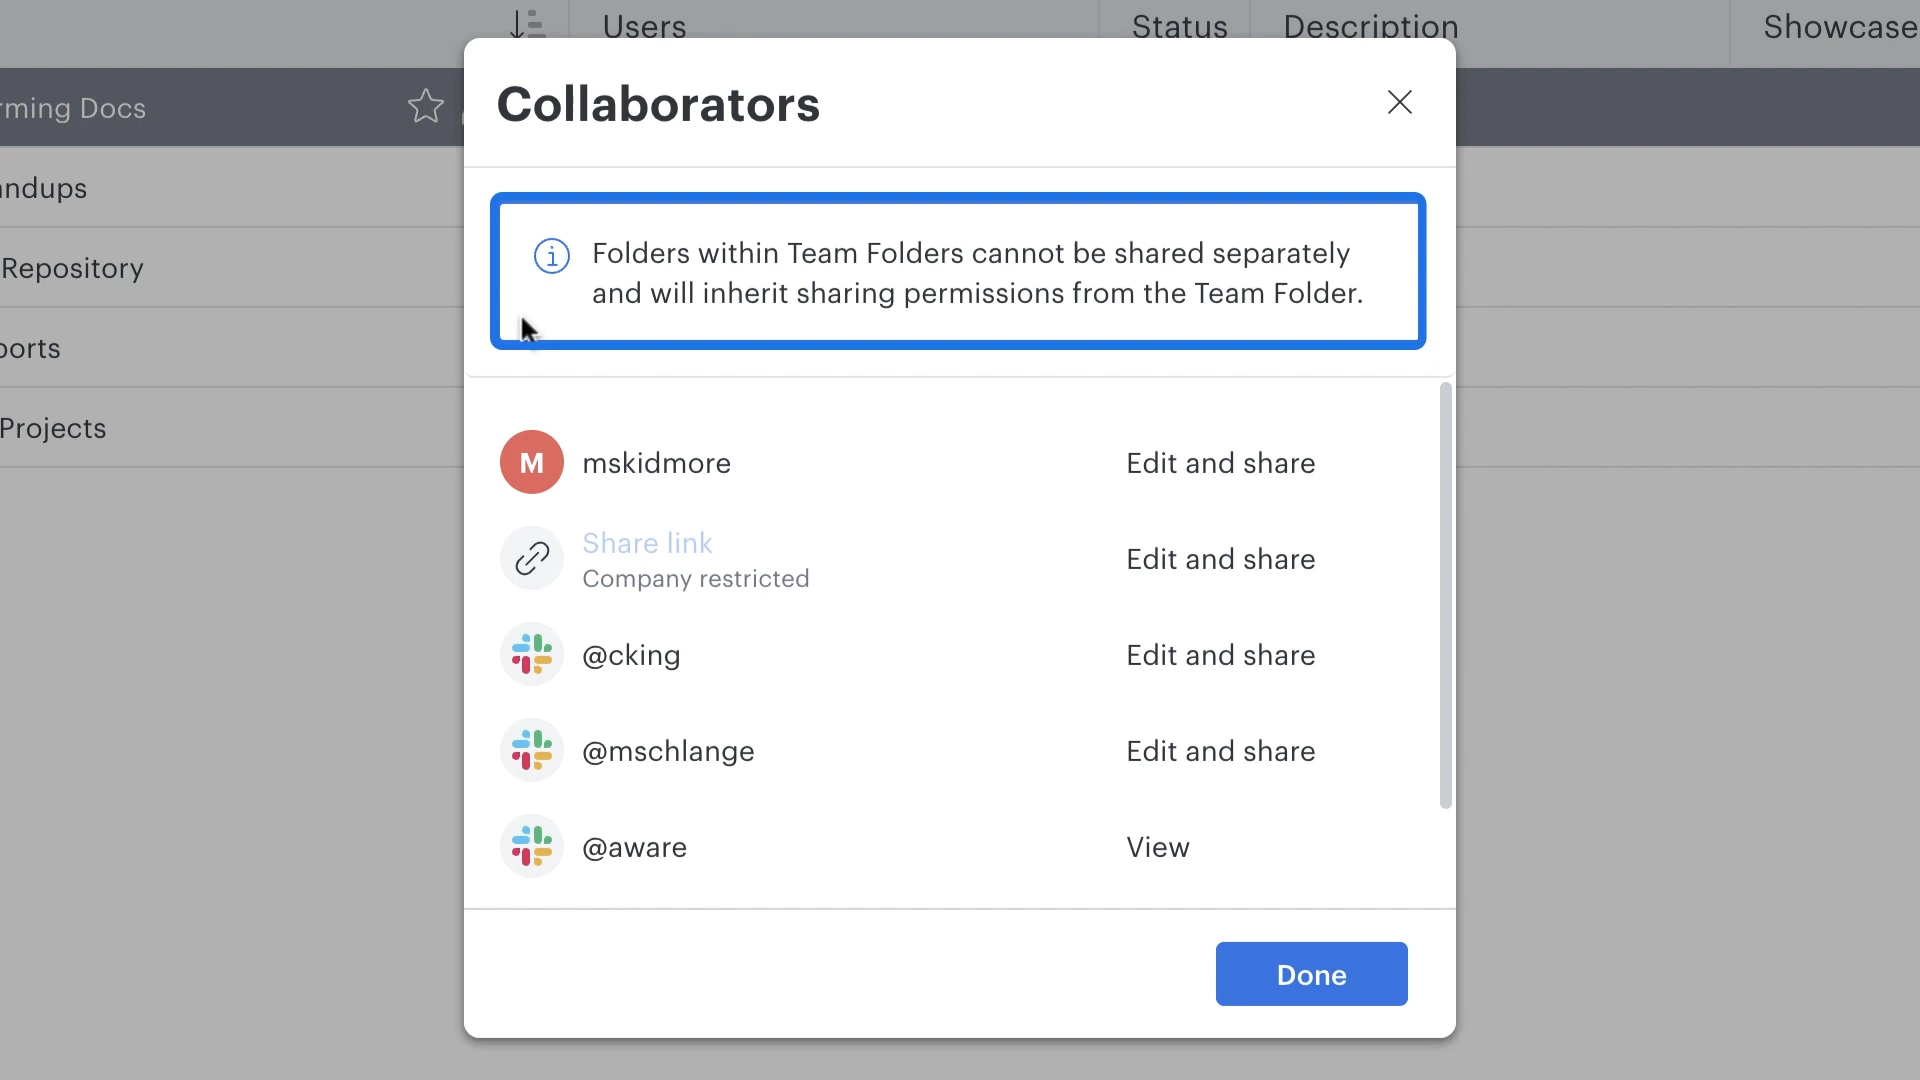 Users
Status
Description
Showcase
rming Docs
ndups
Repository
ports
Projects
Collaborators
Folders within Team Folders cannot be shared separately
and will inherit sharing permissions from the Team Folder.
M
mskidmore
Edit and share
Share link
Company restricted
Edit and share
@cking
Edit and share
@mschlange
Edit and share
@aware
View
Done